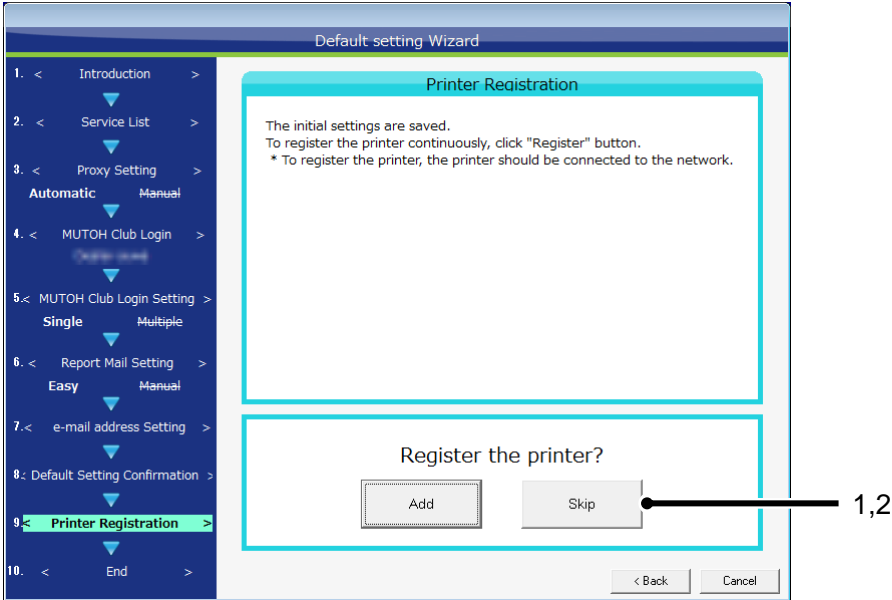 Default setting Wizard
1. < Introduction >
2. < Service List >
3. < Proxy Setting >
Automatic Manual
4. < MUTOH Club Login >
5.< MUTOH Club Login Setting >
Single Multiple
6. < Report Mail Setting >
Easy Manual
7.< e-mail address Setting >
8.< Default Setting Confirmation >
9.< Printer Registration >
10. < End >
Printer Registration
The initial settings are saved.
To register the printer continuously, click "Register" button.
* To register the printer, the printer should be connected to the network.
Register the printer?
Add Skip
1,2
< Back Cancel